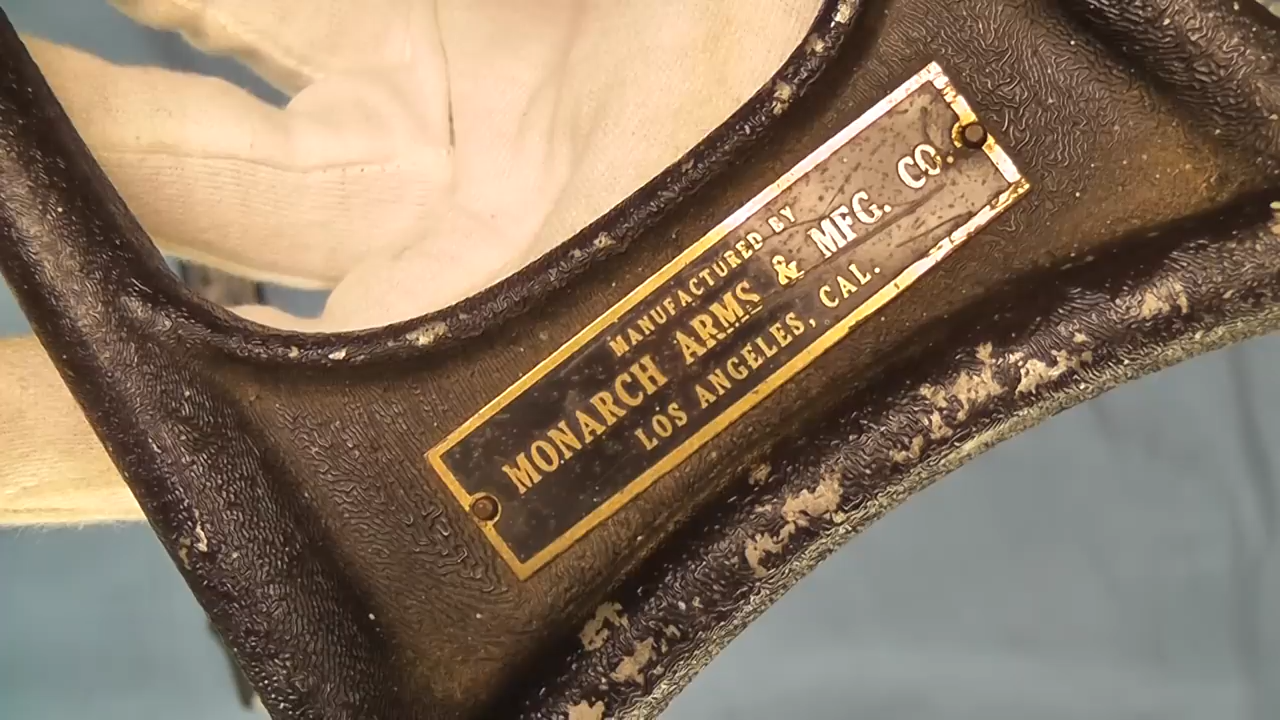 MANUFACTURED BY
MONARCH ARMS & MFG. CO.
LOS ANGELES, CAL.